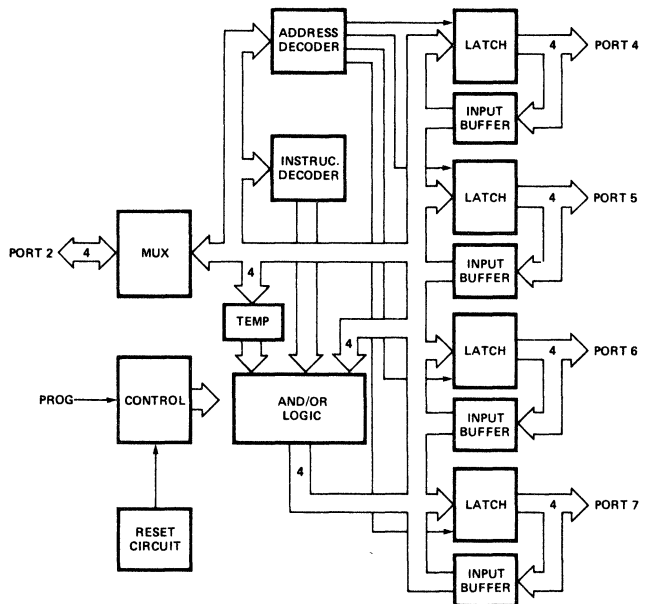 ADDRESS
DECODER
LATCH
4
PORT 4
INPUT
BUFFER
INSTRUC.
DECODER
LATCH
4
PORT 5
PORT 2
4
MUX
INPUT
BUFFER
4
TEMP
4
LATCH
4
PORT 6
PROG
CONTROL
AND/OR
LOGIC
INPUT
BUFFER
4
LATCH
4
PORT 7
RESET
CIRCUIT
INPUT
BUFFER